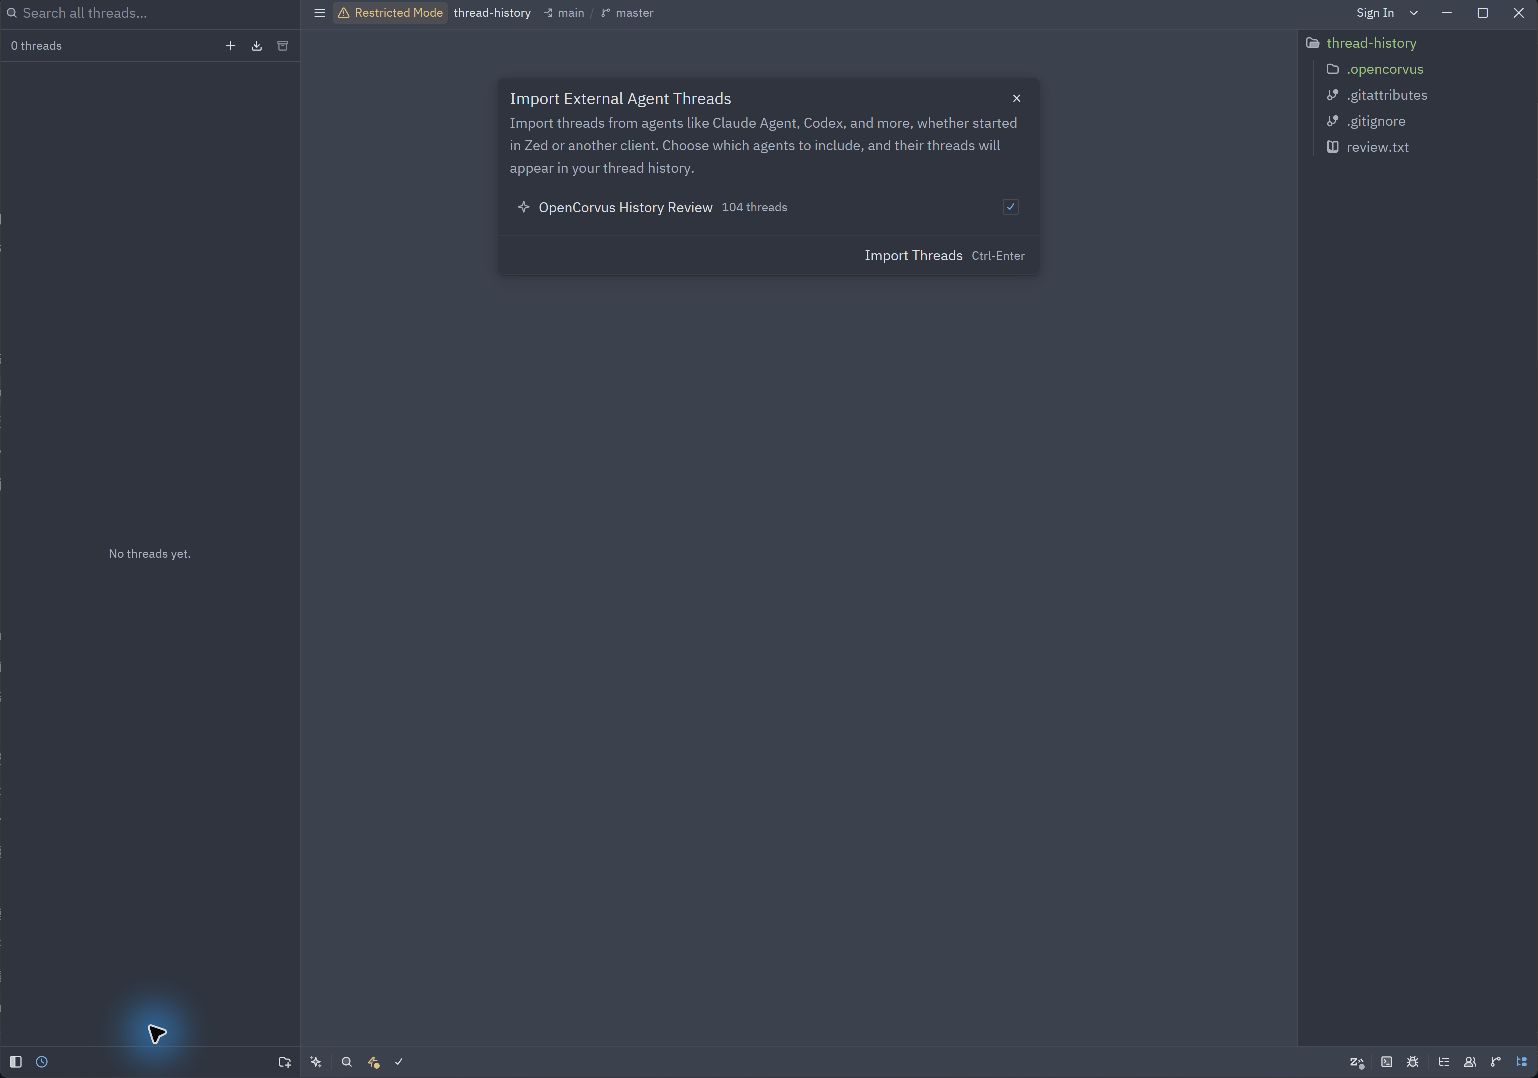 Search all threads...
Restricted Mode thread-history main / master
Sign In
0 threads
No threads yet.
Import External Agent Threads
Import threads from agents like Claude Agent, Codex, and more, whether started
in Zed or another client. Choose which agents to include, and their threads will
appear in your thread history.
OpenCorvus History Review 104 threads
Import Threads Ctrl-Enter
thread-history
.opencorvus
.gitattributes
.gitignore
review.txt